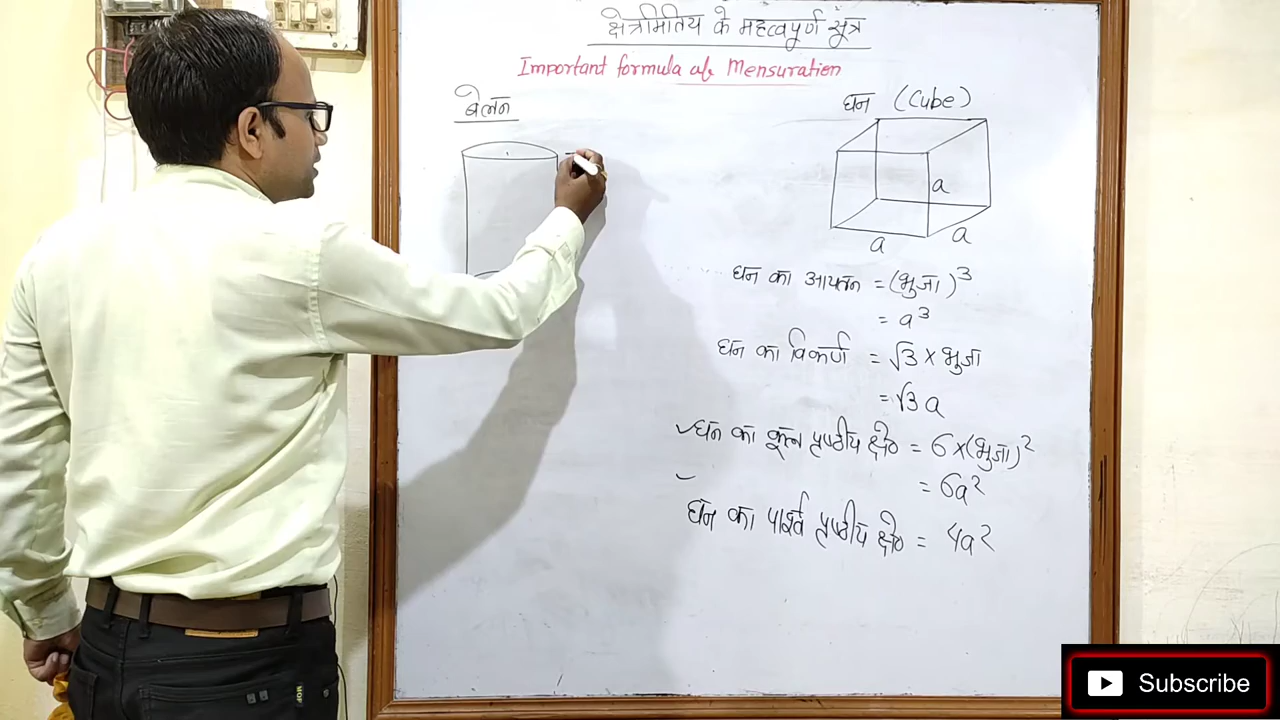 क्षेत्रमितिय के महत्वपूर्ण सूत्र
Important formula of Mensuration
बेलन
घन (Cube)
a
a
a
घन का आयतन = (भुजा)³
= a³
घन का विकर्ण = √3 × भुजा
= √3 a
घन का कुल पृष्ठीय क्षे० = 6 × (भुजा)²
= 6a²
घन का पार्श्व पृष्ठीय क्षे० = 4a²
Subscribe